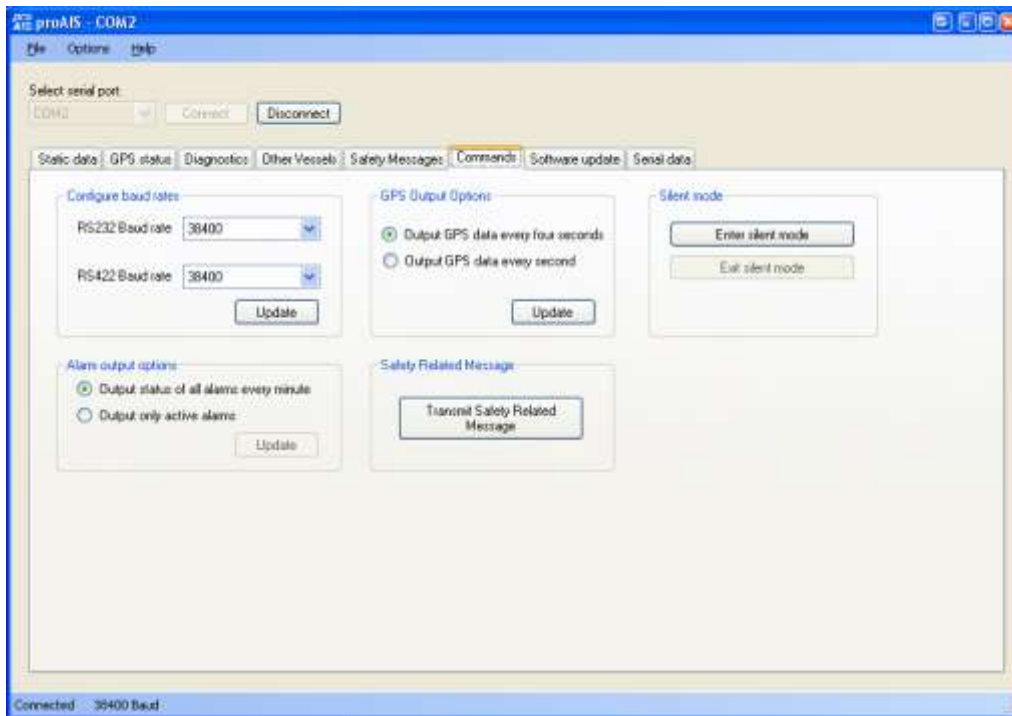 proAIS - COM2
File Options Help
Select serial port
COM2 Connect Disconnect
Static data GPS status Diagnostics Other Vessels Safety Messages Commands Software update Serial data
Configure baud rates
RS232 Baud rate 38400
RS422 Baud rate 38400
Update
GPS Output Options
Output GPS data every four seconds
Output GPS data every second
Update
Silent mode
Enter silent mode
Exit silent mode
Alarm output options
Output status of all alarms every minute
Output only active alarms
Update
Safety Related Message
Transmit Safety Related
Message
Connected 38400 Baud